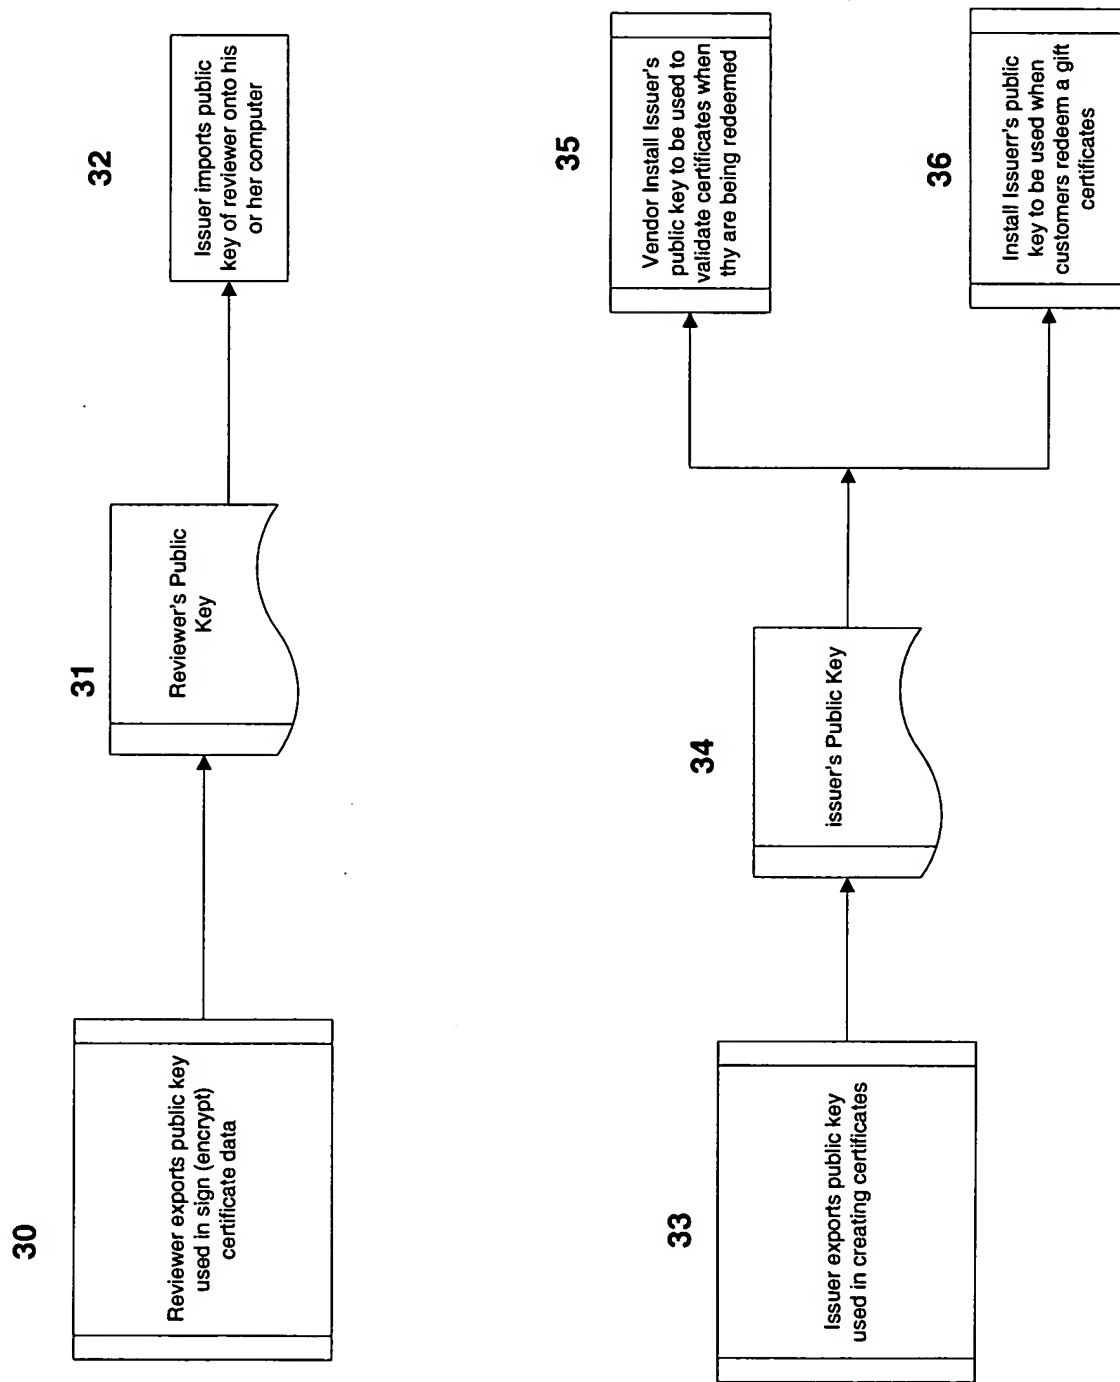 30
Reviewer exports public key
used in sign (encrypt)
certificate data
31
Reviewer's Public
Key
32
Issuer imports public
key of reviewer onto his
or her computer
33
Issuer exports public key
used in creating certificates
34
issuer's Public Key
35
Vendor Install Issuer's
public key to be used to
validate certificates when
thy are being redeemed
36
Install Issuerr's public
key to be used when
customers redeem a gift
certificates